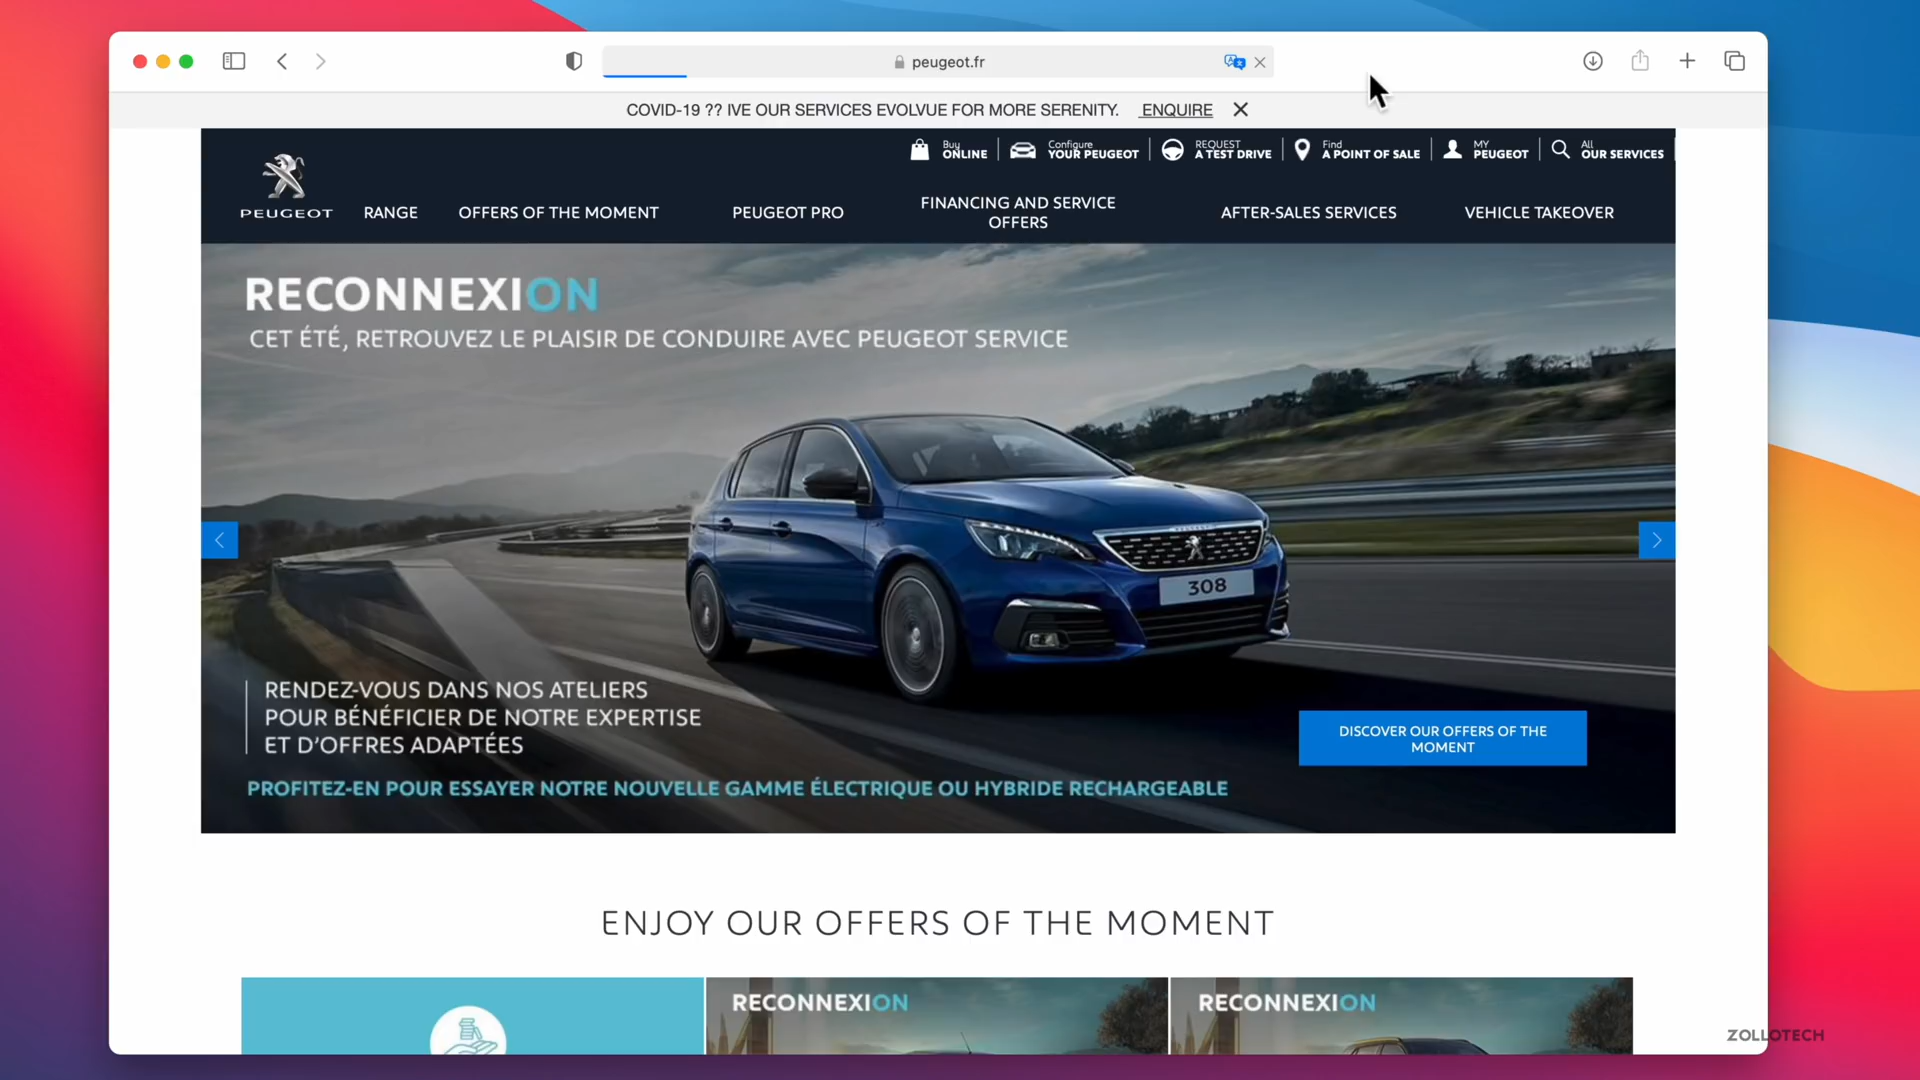 peugeot.fr
COVID-19 ?? IVE OUR SERVICES EVOLVUE FOR MORE SERENITY. ENQUIRE
Buy
ONLINE
Configure
YOUR PEUGEOT
REQUEST
A TEST DRIVE
Find
A POINT OF SALE
MY
PEUGEOT
All
OUR SERVICES
PEUGEOT
RANGE
OFFERS OF THE MOMENT
PEUGEOT PRO
FINANCING AND SERVICE
OFFERS
AFTER-SALES SERVICES
VEHICLE TAKEOVER
RECONNEXION
CET ÉTÉ, RETROUVEZ LE PLAISIR DE CONDUIRE AVEC PEUGEOT SERVICE
308
RENDEZ-VOUS DANS NOS ATELIERS
POUR BÉNÉFICIER DE NOTRE EXPERTISE
ET D’OFFRES ADAPTÉES
DISCOVER OUR OFFERS OF THE
MOMENT
PROFITEZ-EN POUR ESSAYER NOTRE NOUVELLE GAMME ÉLECTRIQUE OU HYBRIDE RECHARGEABLE
ENJOY OUR OFFERS OF THE MOMENT
RECONNEXION
RECONNEXION
ZOLLOTECH